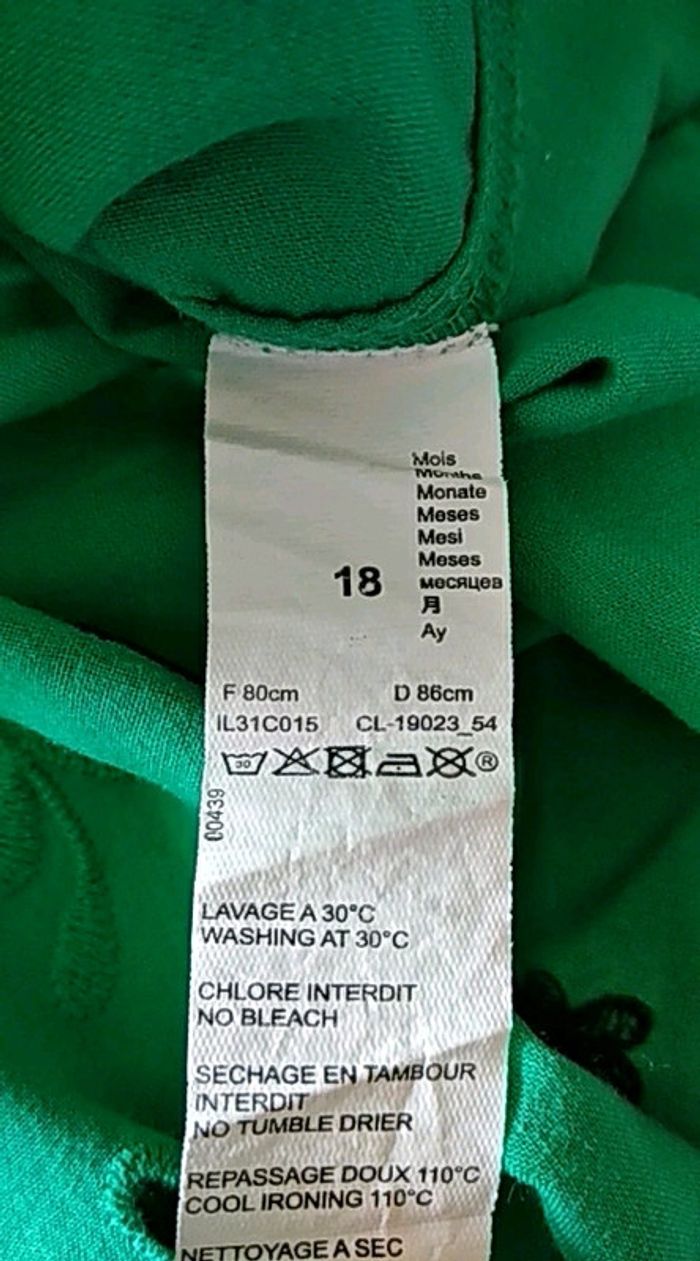 Mois
Months
Monate
Meses
Mesi
Meses
18 месяцев
月
Ay
F 80cm D 86cm
IL31C015 CL-19023_54
30 ®
00439
LAVAGE A 30°C
WASHING AT 30°C
CHLORE INTERDIT
NO BLEACH
SECHAGE EN TAMBOUR
INTERDIT
NO TUMBLE DRIER
REPASSAGE DOUX 110°C
COOL IRONING 110°C
NETTOYAGE A SEC